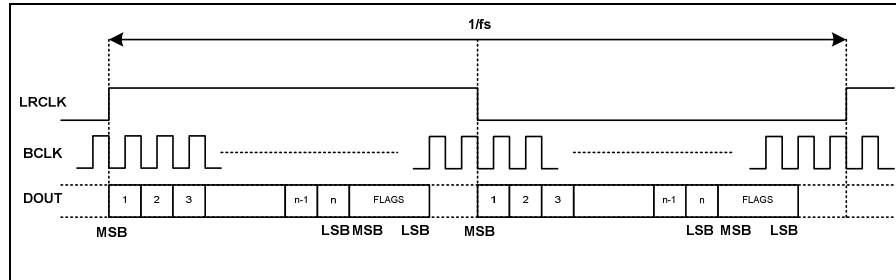 1/fs
LRCLK
BCLK
DOUT 1 2 3 n-1 n FLAGS 1 2 3 n-1 n FLAGS
MSB LSB MSB LSB MSB LSB MSB LSB